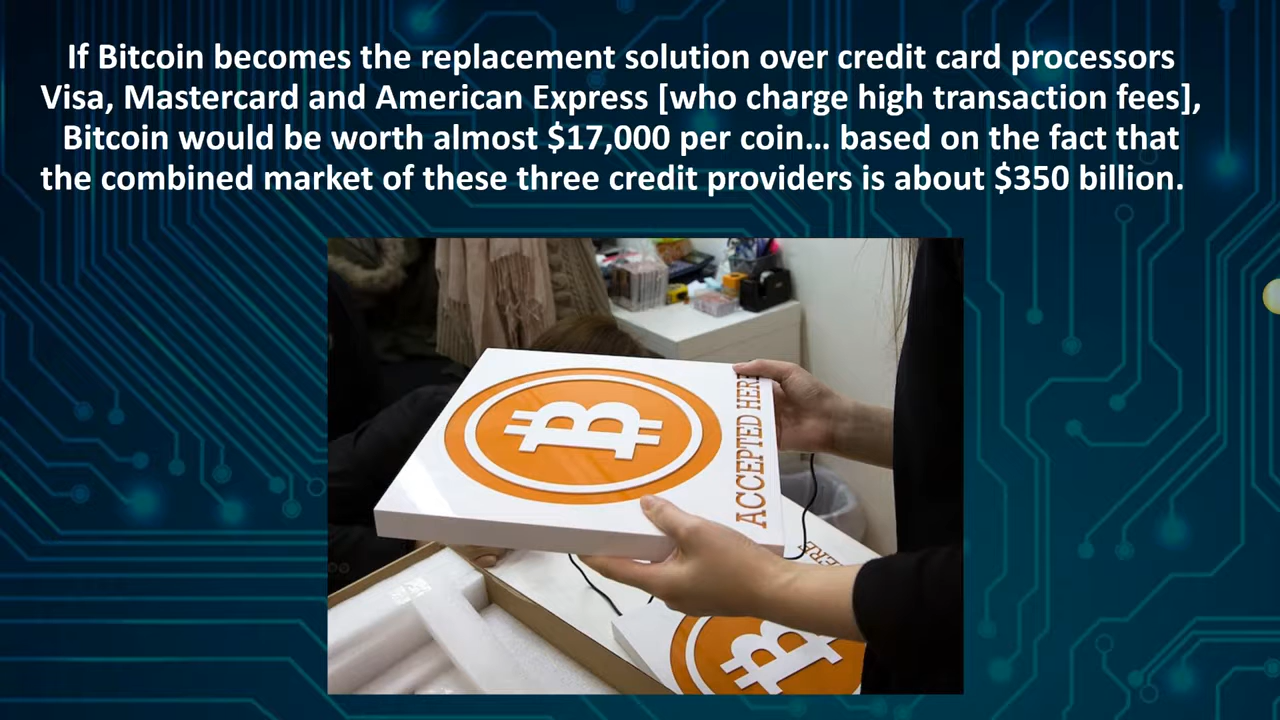 If Bitcoin becomes the replacement solution over credit card processors
Visa, Mastercard and American Express [who charge high transaction fees],
Bitcoin would be worth almost $17,000 per coin… based on the fact that
the combined market of these three credit providers is about $350 billion.
ACCEPTED HERE
ERE